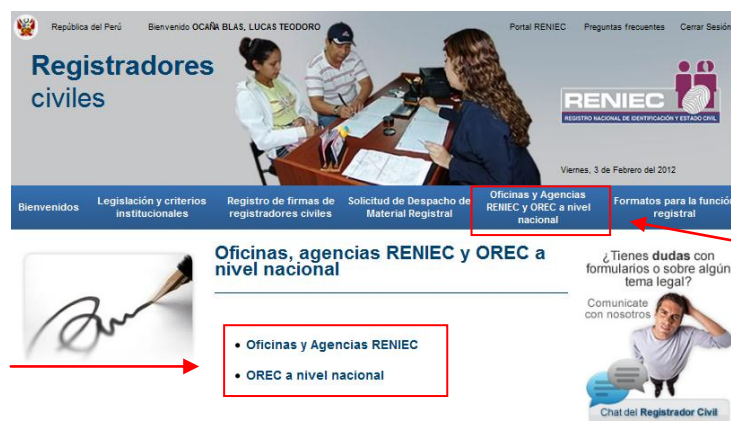 República del Perú
Bienvenido OCAÑA BLAS, LUCAS TEODORO
Portal RENIEC
Preguntas frecuentes
Cerrar Sesión
Registradores
civiles
RENIEC
REGISTRO NACIONAL DE IDENTIFICACIÓN Y ESTADO CIVIL
Viernes, 3 de Febrero del 2012
Bienvenidos
Legislación y criterios
institucionales
Registro de firmas de
registradores civiles
Solicitud de Despacho de
Material Registral
Oficinas y Agencias
RENIEC y OREC a nivel
nacional
Formatos para la función
registral
Oficinas, agencias RENIEC y OREC a
nivel nacional
• Oficinas y Agencias RENIEC
• OREC a nivel nacional
¿Tienes dudas con
formularios o sobre algún
tema legal?
Comunicate
con nosotros
Chat del Registrador Civil